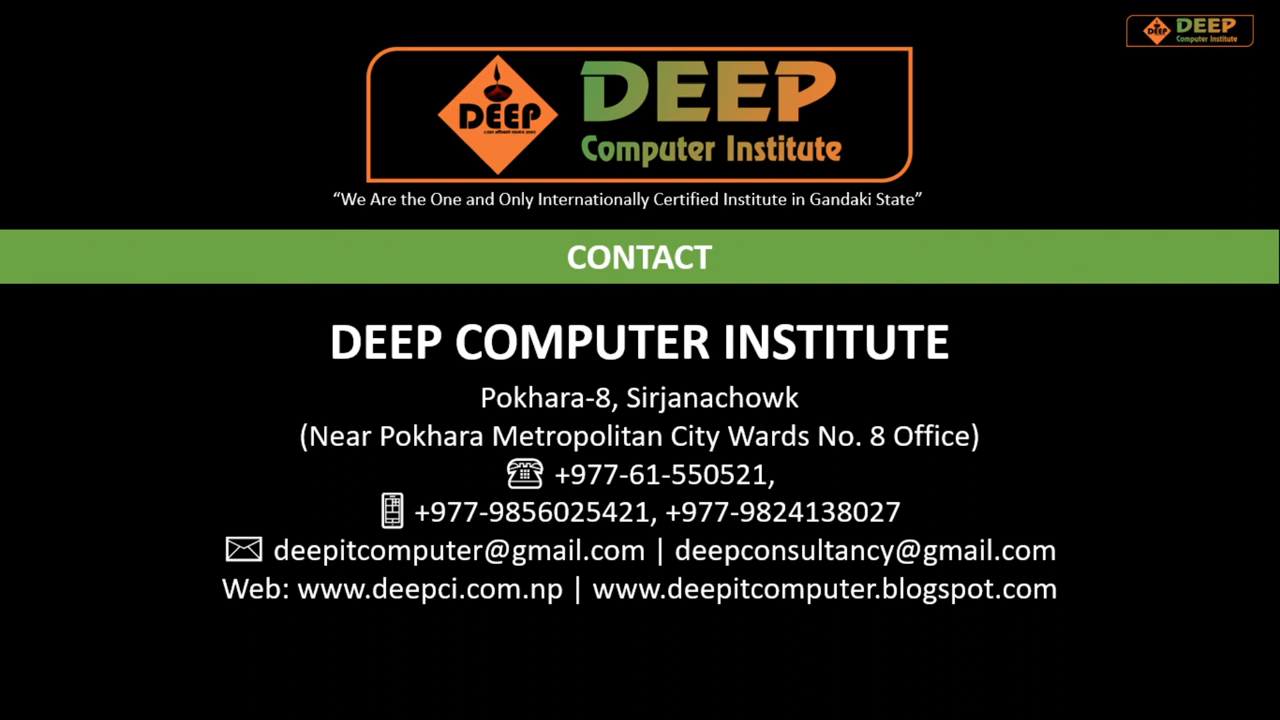 DEEP
Computer Institute
DEEP
DEEP
Computer Institute
DEEP
“We Are the One and Only Internationally Certified Institute in Gandaki State”
CONTACT
DEEP COMPUTER INSTITUTE
Pokhara-8, Sirjanachowk
(Near Pokhara Metropolitan City Wards No. 8 Office)
+977-61-550521,
+977-9856025421, +977-9824138027
deepitcomputer@gmail.com | deepconsultancy@gmail.com
Web: www.deepci.com.np | www.deepitcomputer.blogspot.com